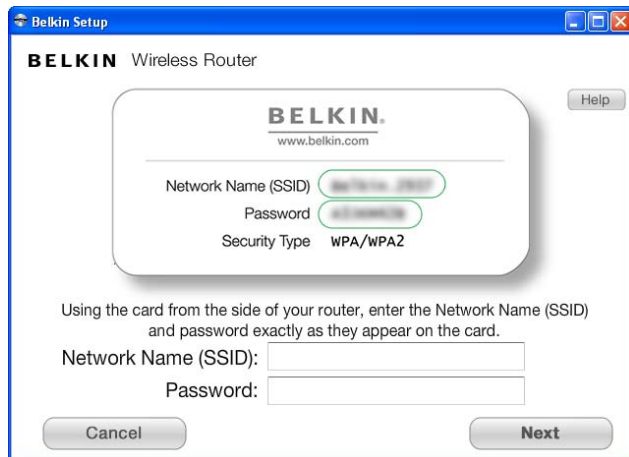 Belkin Setup
BELKIN Wireless Router
Help
BELKIN®
www.belkin.com
Network Name (SSID)
Password
Security Type WPA/WPA2
Using the card from the side of your router, enter the Network Name (SSID)
and password exactly as they appear on the card.
Network Name (SSID):
Password:
Cancel
Next